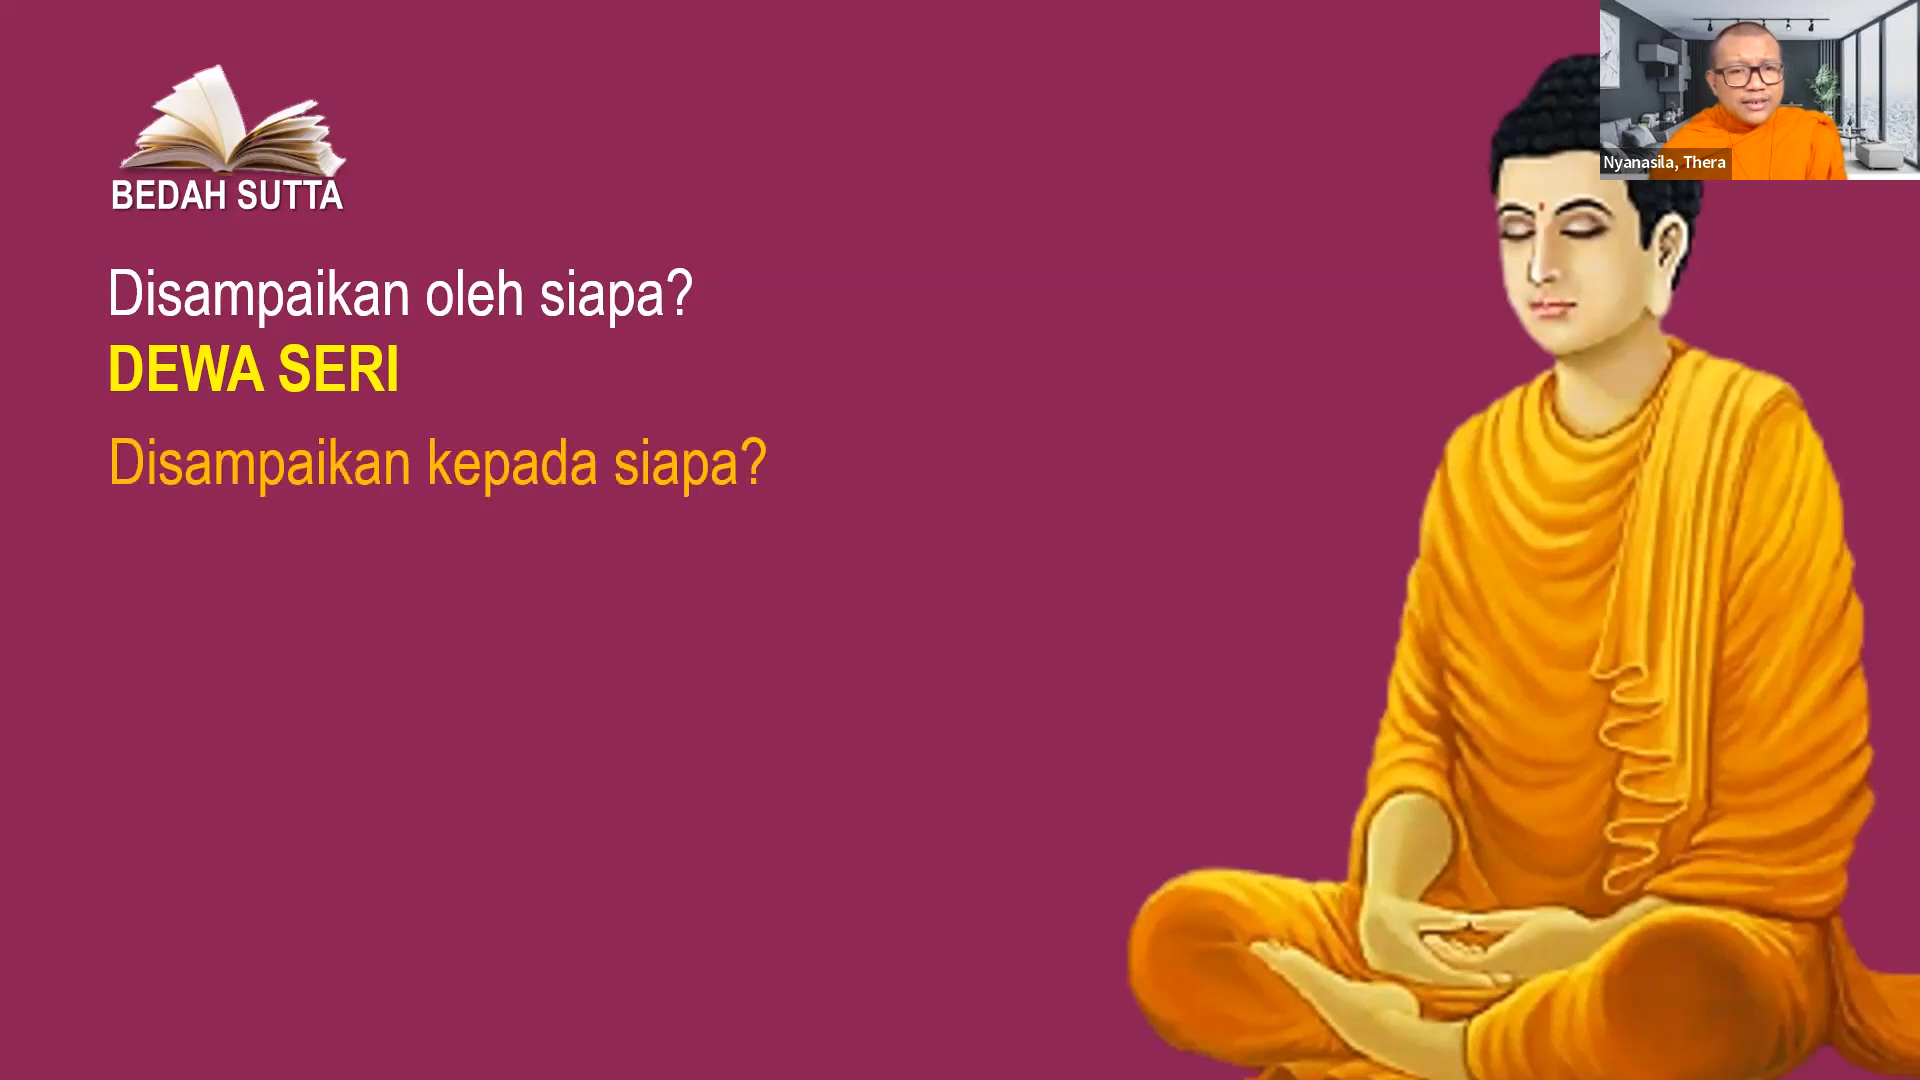 BEDAH SUTTA
Disampaikan oleh siapa?
DEWA SERI
Disampaikan kepada siapa?
Nyanasila, Thera